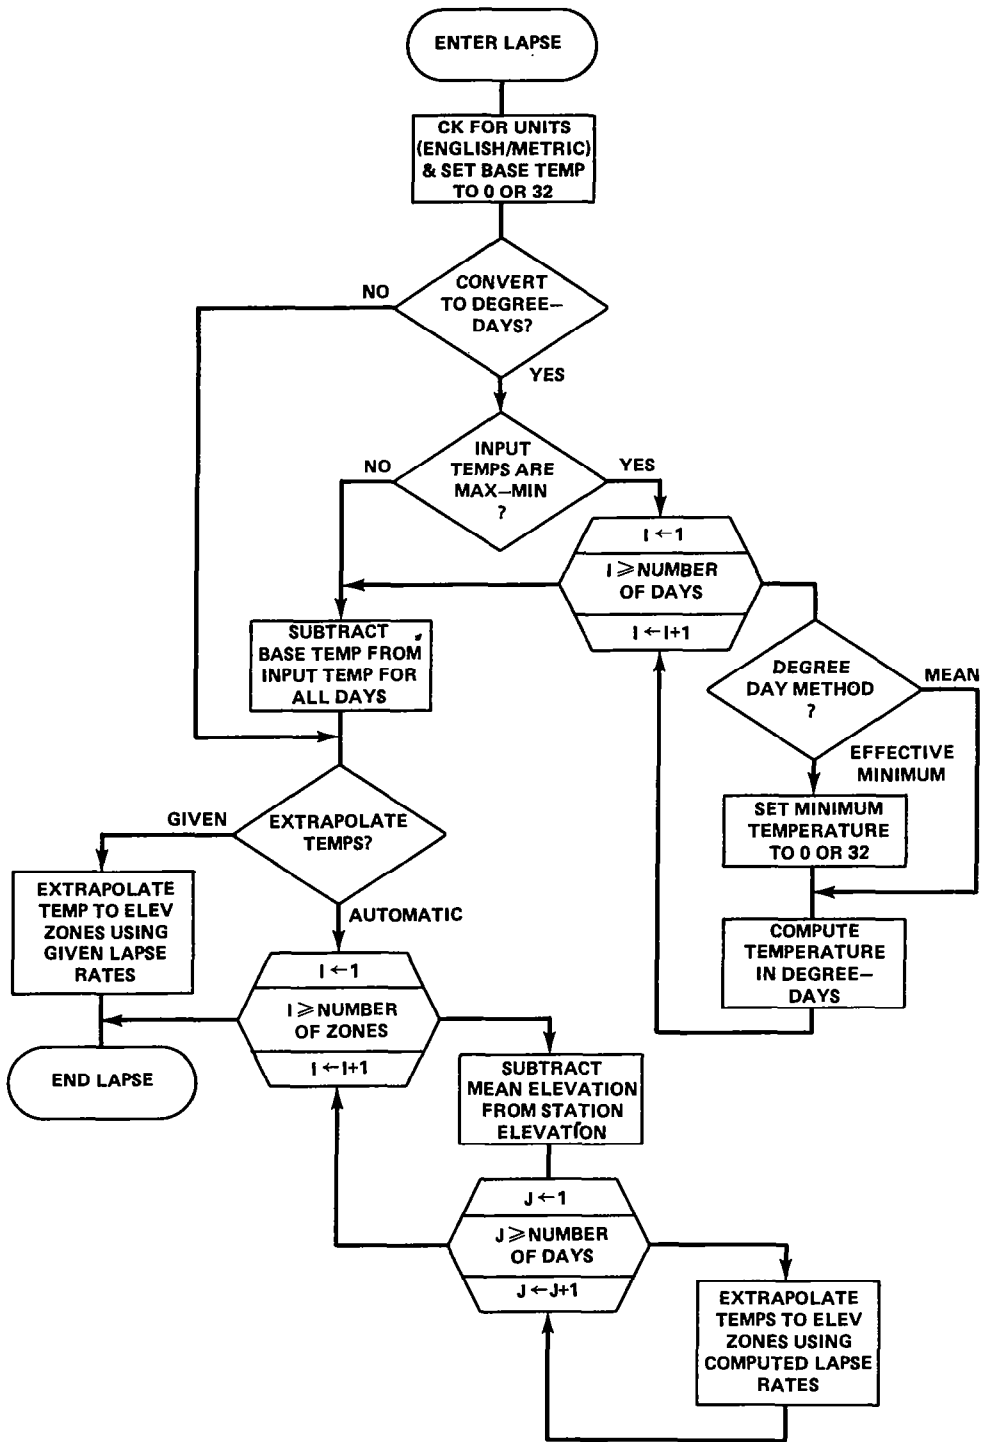 ENTER LAPSE
CK FOR UNITS
(ENGLISH/METRIC)
& SET BASE TEMP
TO 0 OR 32
CONVERT
TO DEGREE—
DAYS?
NO
YES
INPUT
TEMPS ARE
MAX—MIN
?
NO
YES
I ← 1
I ⩾ NUMBER
OF DAYS
I ← I+1
SUBTRACT
BASE TEMP FROM
INPUT TEMP FOR
ALL DAYS
DEGREE
DAY METHOD
?
MEAN
EFFECTIVE
MINIMUM
SET MINIMUM
TEMPERATURE
TO 0 OR 32
COMPUTE
TEMPERATURE
IN DEGREE—
DAYS
EXTRAPOLATE
TEMPS?
GIVEN
AUTOMATIC
EXTRAPOLATE
TEMP TO ELEV
ZONES USING
GIVEN LAPSE
RATES
I ← 1
I ⩾ NUMBER
OF ZONES
I ← I+1
END LAPSE
SUBTRACT
MEAN ELEVATION
FROM STATION
ELEVATION
J ← 1
J ⩾ NUMBER
OF DAYS
J ← J+1
EXTRAPOLATE
TEMPS TO ELEV
ZONES USING
COMPUTED LAPSE
RATES